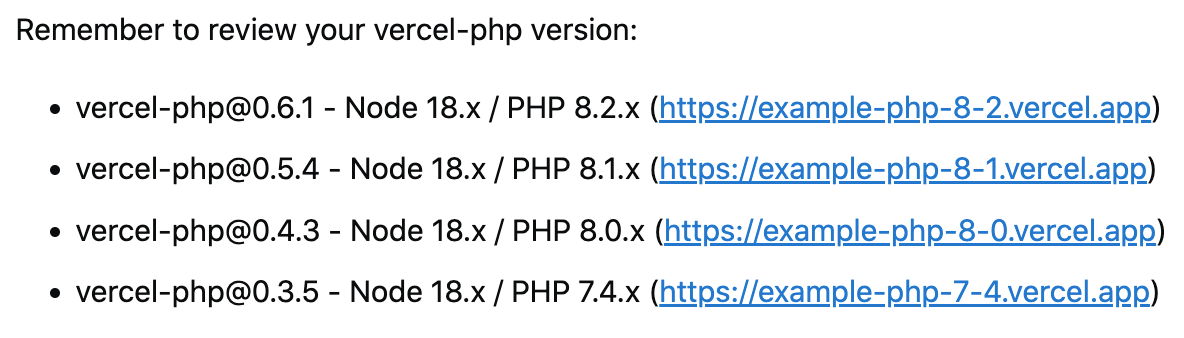 Remember to review your vercel-php version:
• vercel-php@0.6.1 - Node 18.x / PHP 8.2.x (https://example-php-8-2.vercel.app)
• vercel-php@0.5.4 - Node 18.x / PHP 8.1.x (https://example-php-8-1.vercel.app)
• vercel-php@0.4.3 - Node 18.x / PHP 8.0.x (https://example-php-8-0.vercel.app)
• vercel-php@0.3.5 - Node 18.x / PHP 7.4.x (https://example-php-7-4.vercel.app)